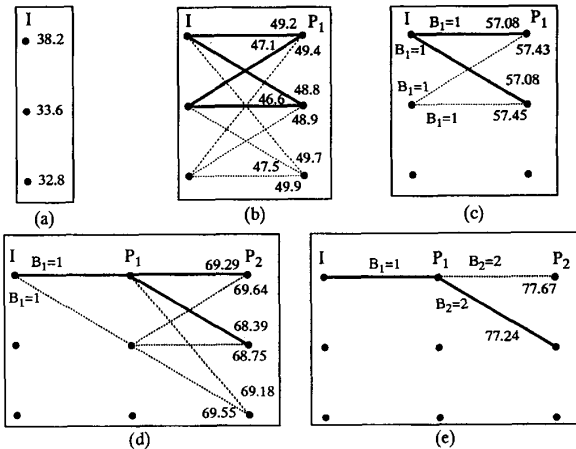 I
38.2
33.6
32.8
(a)
I P₁
49.2
47.1
49.4
48.8
46.6
48.9
49.7
47.5
49.9
(b)
I P₁
B₁=1 57.08
57.43
B₁=1
57.08
B₁=1
B₁=1
57.45
(c)
I P₁ P₂
B₁=1
69.29
69.64
B₁=1
68.39
68.75
69.18
69.55
(d)
I P₁ P₂
B₁=1 B₂=2
77.67
B₂=2
77.24
(e)